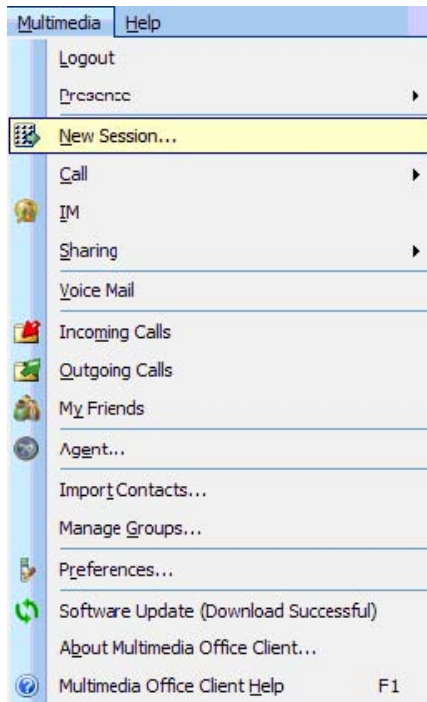 Multimedia Help
Logout
Presence
New Session...
Call
IM
Sharing
Voice Mail
Incoming Calls
Outgoing Calls
My Friends
Agent...
Import Contacts...
Manage Groups...
Preferences...
Software Update (Download Successful)
About Multimedia Office Client...
Multimedia Office Client Help F1